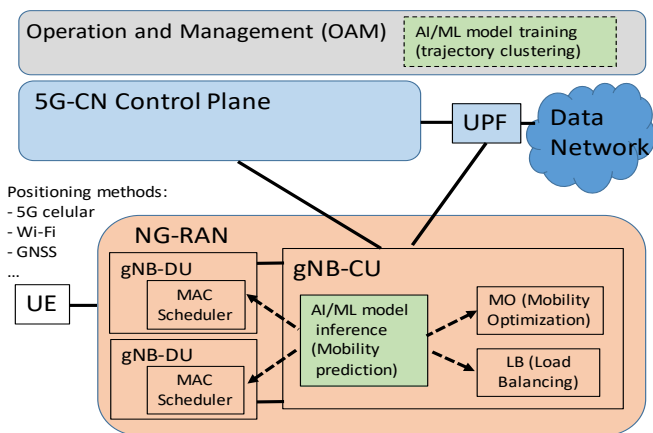 Operation and Management (OAM)
AI/ML model training
(trajectory clustering)
5G-CN Control Plane
UPF
Data
Network
Positioning methods:
- 5G celular
- Wi-Fi
- GNSS
...
UE
NG-RAN
gNB-DU
MAC
Scheduler
gNB-DU
MAC
Scheduler
gNB-CU
AI/ML model
inference
(Mobility
prediction)
MO (Mobility
Optimization)
LB (Load
Balancing)